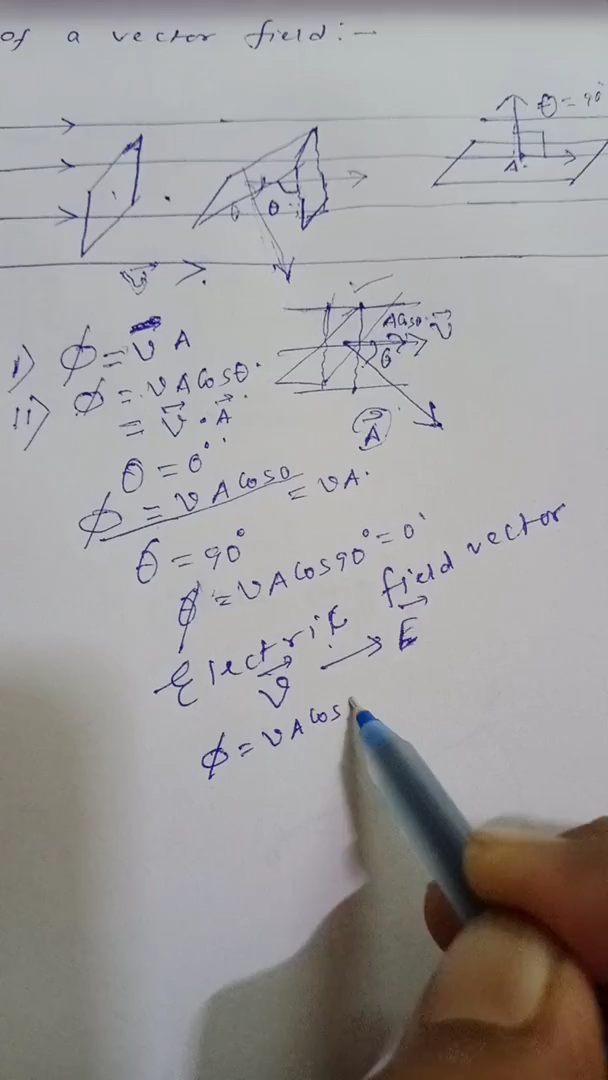 of a vector field:-
θ = 90°
A
θ θ
v⃗
A cosθ v⃗
θ
A⃗
I) ϕ = v A
II) ϕ = vA cosθ
= v⃗ · A⃗
θ = 0°
ϕ = vA cosθ = vA.
θ = 90°
ϕ = vA cos90° = 0
Electric field vector
v⃗ → E⃗
ϕ = vA cos